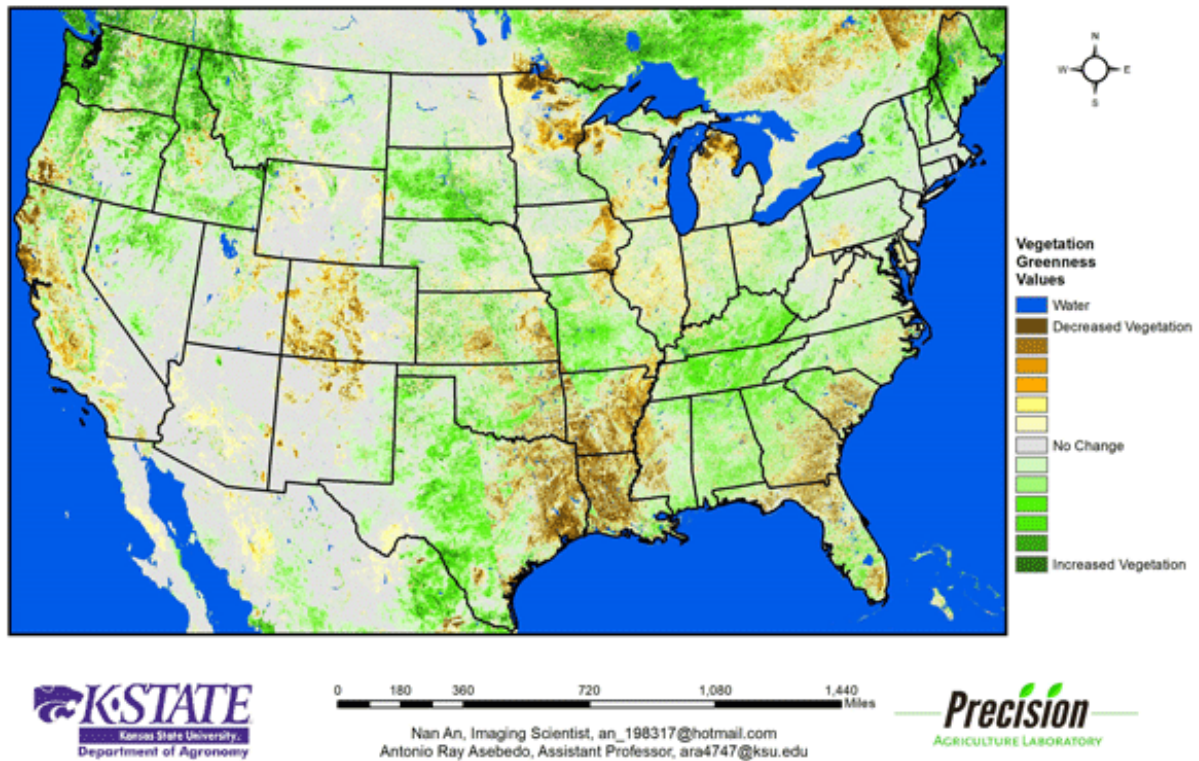 N
W E
S
Vegetation
Greenness
Values
Water
Decreased Vegetation
No Change
Increased Vegetation
K-STATE
Kansas State University.
Department of Agronomy
0 180 360 720 1,080 1,440
Miles
Nan An, Imaging Scientist, an_198317@hotmail.com
Antonio Ray Asebedo, Assistant Professor, ara4747@ksu.edu
Precision
AGRICULTURE LABORATORY